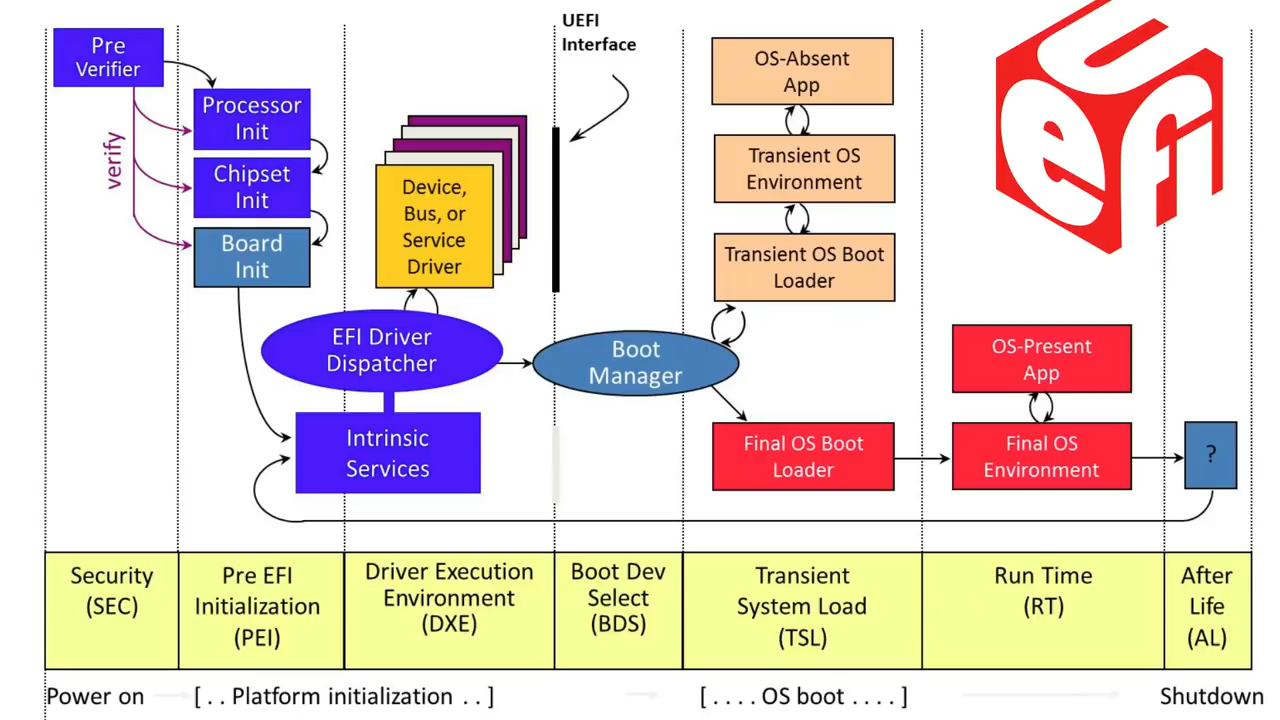 UEFI
Interface
Pre
Verifier
verify
Processor
Init
Chipset
Init
Board
Init
Device,
Bus, or
Service
Driver
EFI Driver
Dispatcher
Intrinsic
Services
Boot
Manager
OS-Absent
App
Transient OS
Environment
Transient OS Boot
Loader
Final OS Boot
Loader
OS-Present
App
Final OS
Environment
?
uefi
Security
(SEC)
Pre EFI
Initialization
(PEI)
Driver Execution
Environment
(DXE)
Boot Dev
Select
(BDS)
Transient
System Load
(TSL)
Run Time
(RT)
After
Life
(AL)
Power on [ . . Platform initialization . . ] [ . . . . OS boot . . . . ] Shutdown